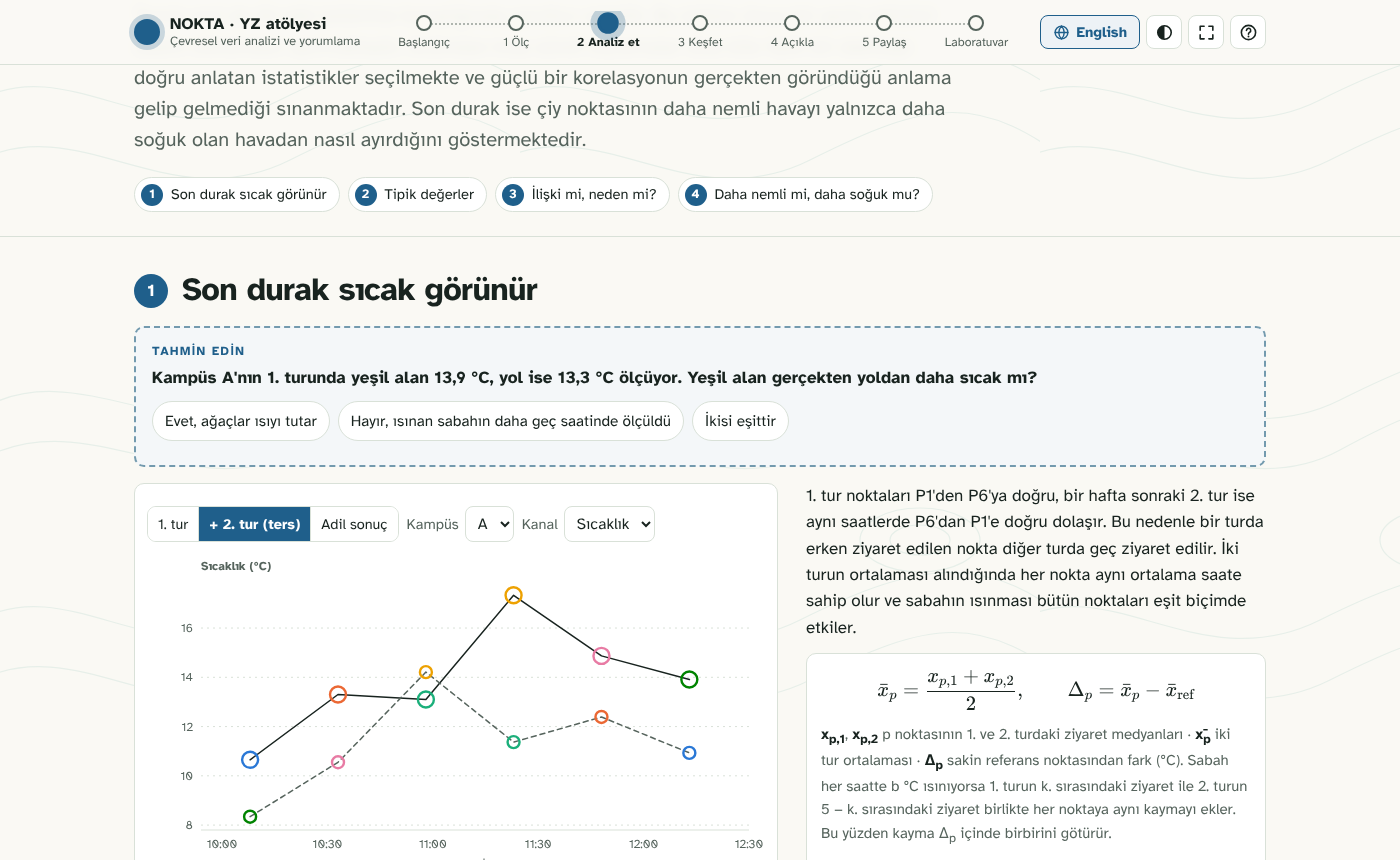 NOKTA · YZ atölyesi
Çevresel veri analizi ve yorumlama
Başlangıç
1 Ölç
2 Analiz et
3 Keşfet
4 Açıkla
5 Paylaş
Laboratuvar
English
doğru anlatan istatistikler seçilmekte ve güçlü bir korelasyonun gerçekten göründüğü anlama
gelip gelmediği sınanmaktadır. Son durak ise çiy noktasının daha nemli havayı yalnızca daha
soğuk olan havadan nasıl ayırdığını göstermektedir.
1 Son durak sıcak görünür
2 Tipik değerler
3 İlişki mi, neden mi?
4 Daha nemli mi, daha soğuk mu?
1 Son durak sıcak görünür
TAHMİN EDİN
Kampüs A'nın 1. turunda yeşil alan 13,9 °C, yol ise 13,3 °C ölçüyor. Yeşil alan gerçekten yoldan daha sıcak mı?
Evet, ağaçlar ısıyı tutar
Hayır, ısınan sabahın daha geç saatinde ölçüldü
İkisi eşittir
1. tur
+ 2. tur (ters)
Adil sonuç
Kampüs
A
Kanal
Sıcaklık
Sıcaklık (°C)
16
14
12
10
8
10:00
10:30
11:00
11:30
12:00
12:30
1. tur noktaları P1'den P6'ya doğru, bir hafta sonraki 2. tur ise
aynı saatlerde P6'dan P1'e doğru dolaşır. Bu nedenle bir turda
erken ziyaret edilen nokta diğer turda geç ziyaret edilir. İki
turun ortalaması alındığında her nokta aynı ortalama saate
sahip olur ve sabahın ısınması bütün noktaları eşit biçimde
etkiler.
x̄p = (xp,1 + xp,2) / 2, Δp = x̄p − x̄ref
xp,1, xp,2 p noktasının 1. ve 2. turdaki ziyaret medyanları · x̄p iki
tur ortalaması · Δp sakin referans noktasından fark (°C). Sabah
her saatte b °C ısınıyorsa 1. turun k. sırasındaki ziyaret ile 2. turun
5 − k. sırasındaki ziyaret birlikte her noktaya aynı kaymayı ekler.
Bu yüzden kayma Δp içinde birbirini götürür.